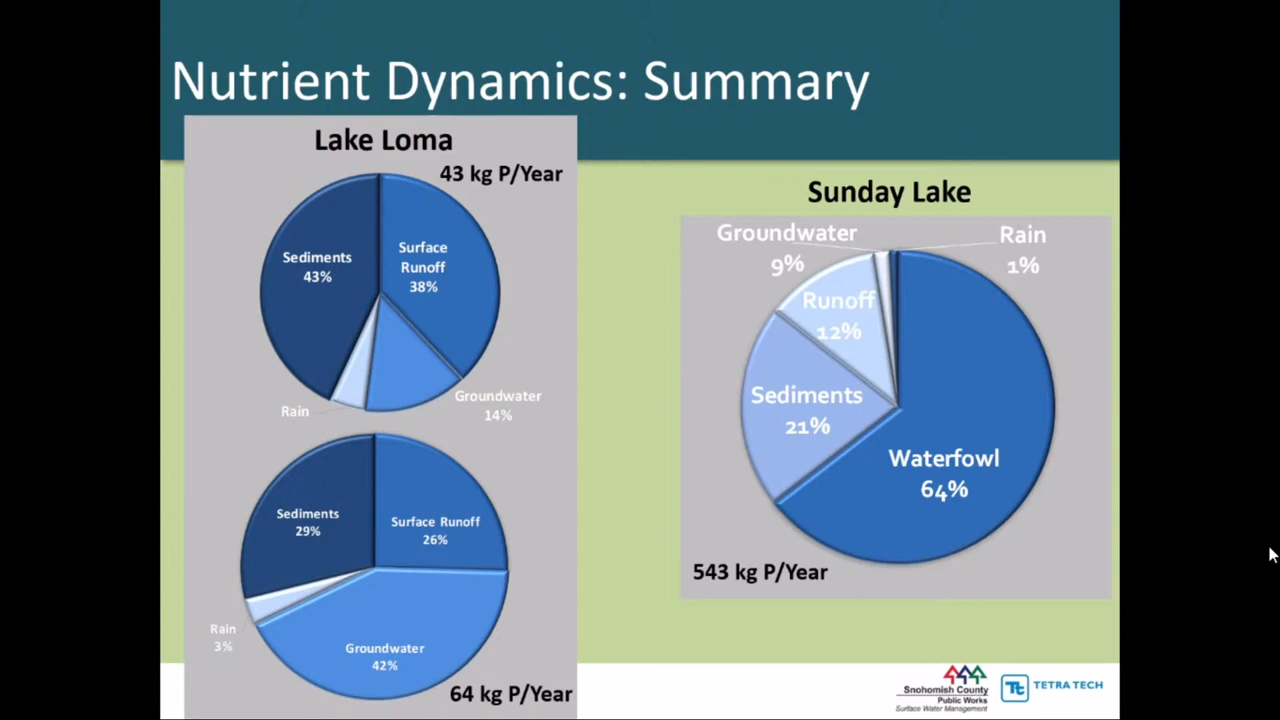 Nutrient Dynamics: Summary
Lake Loma
43 kg P/Year
Sediments
43%
Surface
Runoff
38%
Groundwater
14%
Rain
Sediments
29%
Surface Runoff
26%
Rain
3%
Groundwater
42%
64 kg P/Year
Sunday Lake
Groundwater
9%
Rain
1%
Runoff
12%
Sediments
21%
Waterfowl
64%
543 kg P/Year
Snohomish County
Public Works
Surface Water Management
Tt
TETRA TECH